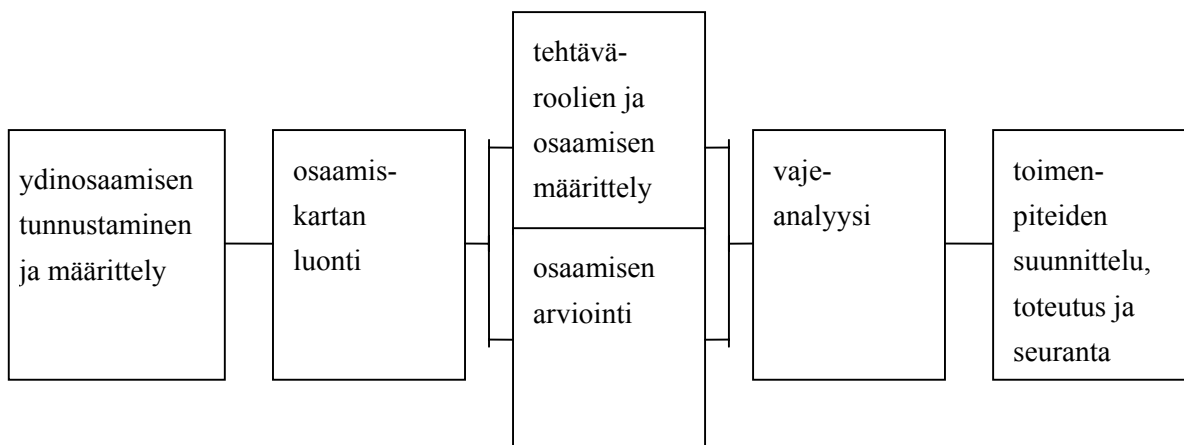 ydinosaamisen
tunnustaminen
ja määrittely
osaamis-
kartan
luonti
tehtävä-
roolien ja
osaamisen
määrittely
osaamisen
arviointi
vaje-
analyysi
toimen-
piteiden
suunnittelu,
toteutus ja
seuranta